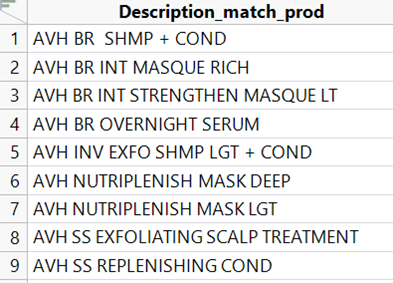 Description_match_prod
1 AVH BR  SHMP + COND
2 AVH BR INT MASQUE RICH
3 AVH BR INT STRENGTHEN MASQUE LT
4 AVH BR OVERNIGHT SERUM
5 AVH INV EXFO SHMP LGT + COND
6 AVH NUTRIPLENISH MASK DEEP
7 AVH NUTRIPLENISH MASK LGT
8 AVH SS EXFOLIATING SCALP TREATMENT
9 AVH SS REPLENISHING COND